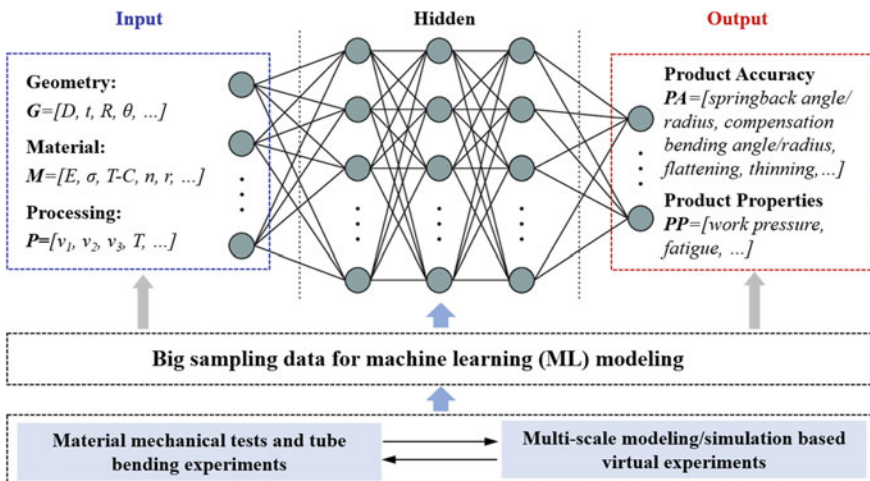 Input
Hidden
Output
Geometry:
G=[D, t, R, θ, ...]
Material:
M=[E, σ, T-C, n, r, ...]
Processing:
P=[v₁, v₂, v₃, T, ...]
Product Accuracy
PA=[springback angle/
radius, compensation
bending angle/radius,
flattening, thinning,...]
Product Properties
PP=[work pressure,
fatigue, ...]
Big sampling data for machine learning (ML) modeling
Material mechanical tests and tube
bending experiments
Multi-scale modeling/simulation based
virtual experiments